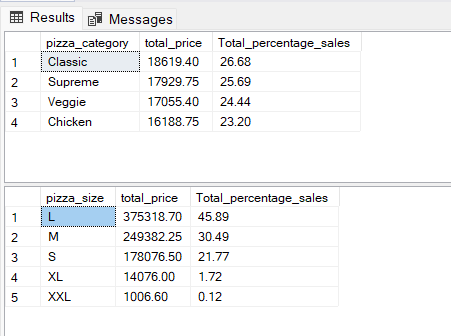 Results Messages
pizza_category total_price Total_percentage_sales
1 Classic 18619.40 26.68
2 Supreme 17929.75 25.69
3 Veggie 17055.40 24.44
4 Chicken 16188.75 23.20
pizza_size total_price Total_percentage_sales
1 L 375318.70 45.89
2 M 249382.25 30.49
3 S 178076.50 21.77
4 XL 14076.00 1.72
5 XXL 1006.60 0.12